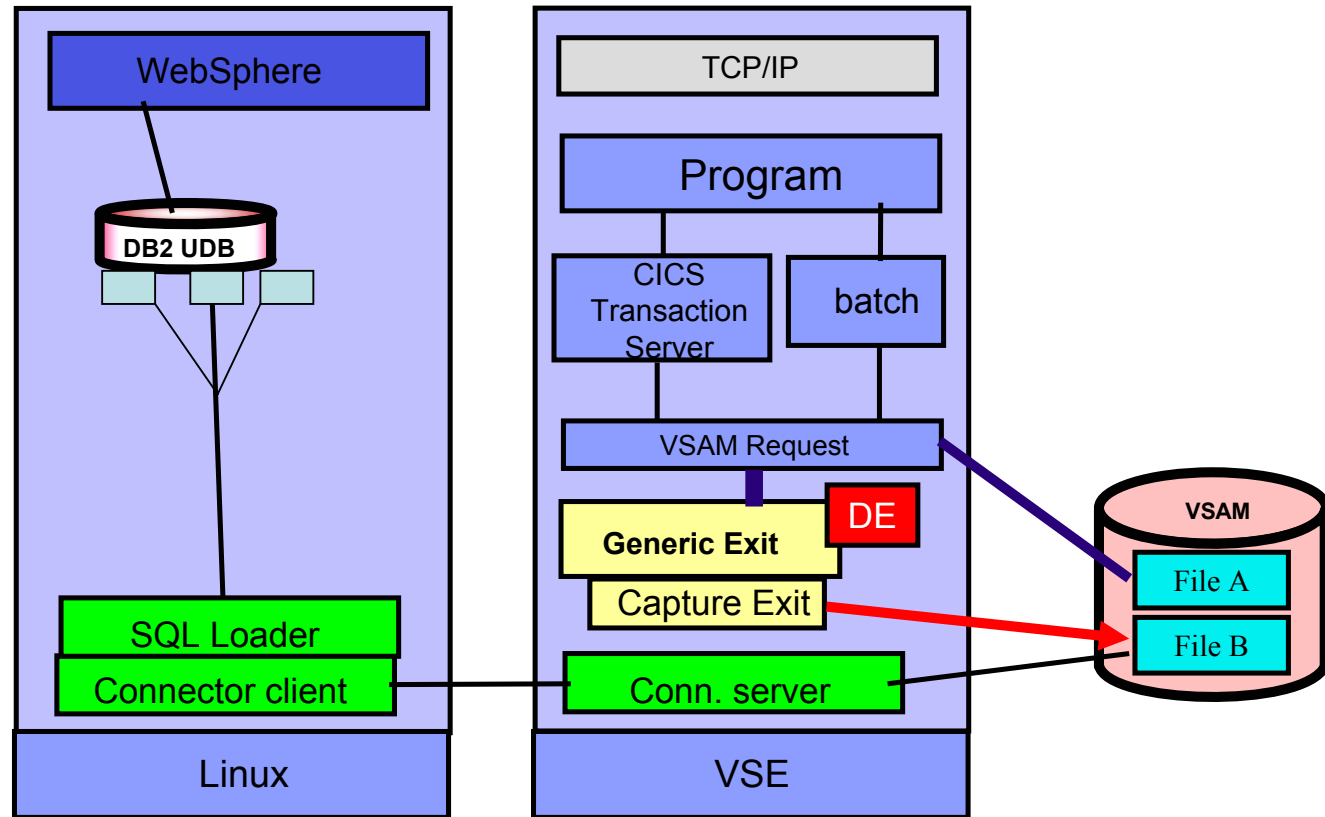 WebSphere
DB2 UDB
SQL Loader
Connector client
Linux
TCP/IP
Program
CICS
Transaction
Server
batch
VSAM Request
DE
Generic Exit
Capture Exit
Conn. server
VSE
VSAM
File A
File B